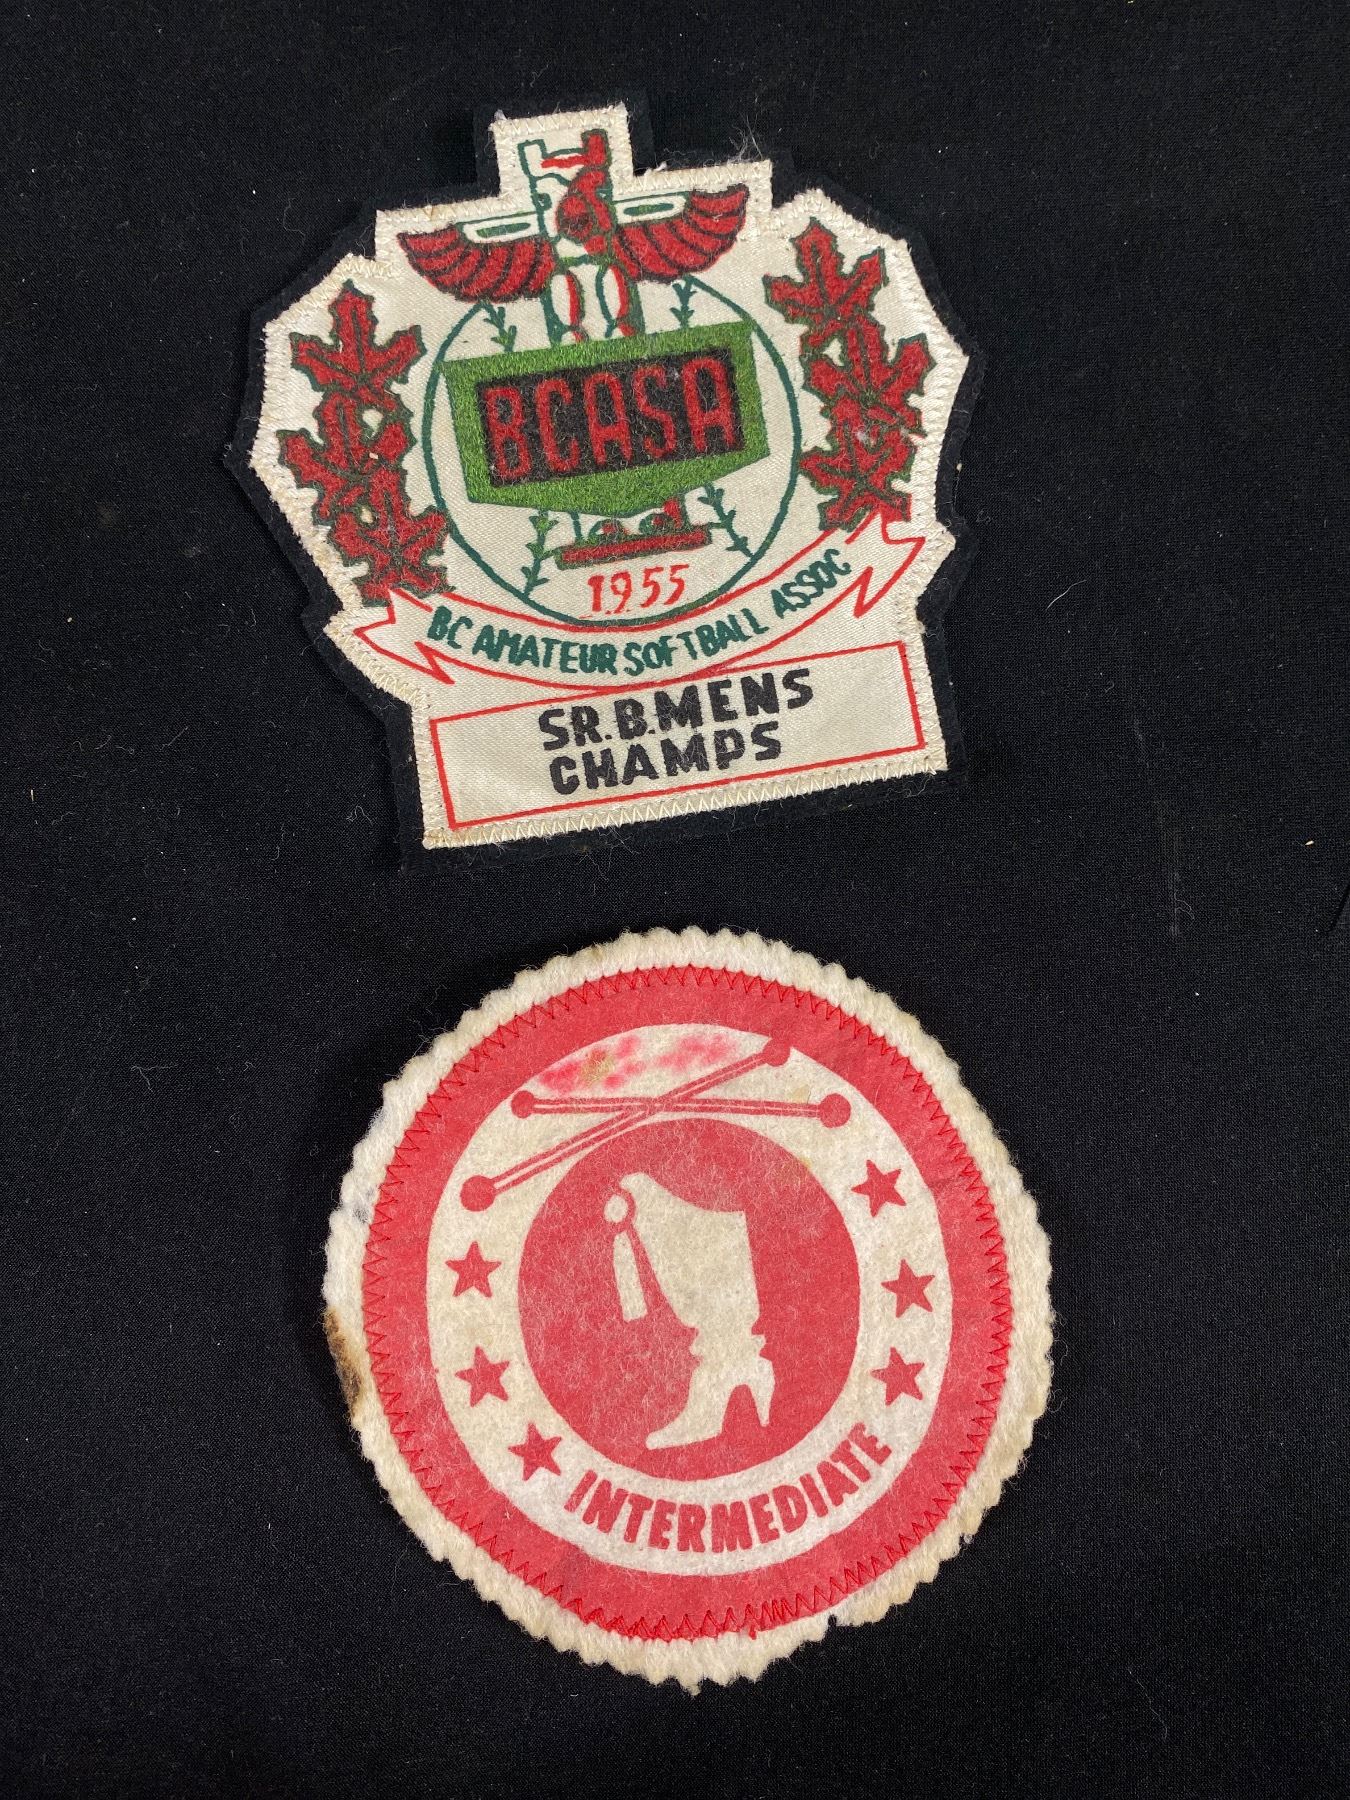 BCASA
1955
BC AMATEUR SOFTBALL ASSOC
SR.B.MENS
CHAMPS
INTERMEDIATE